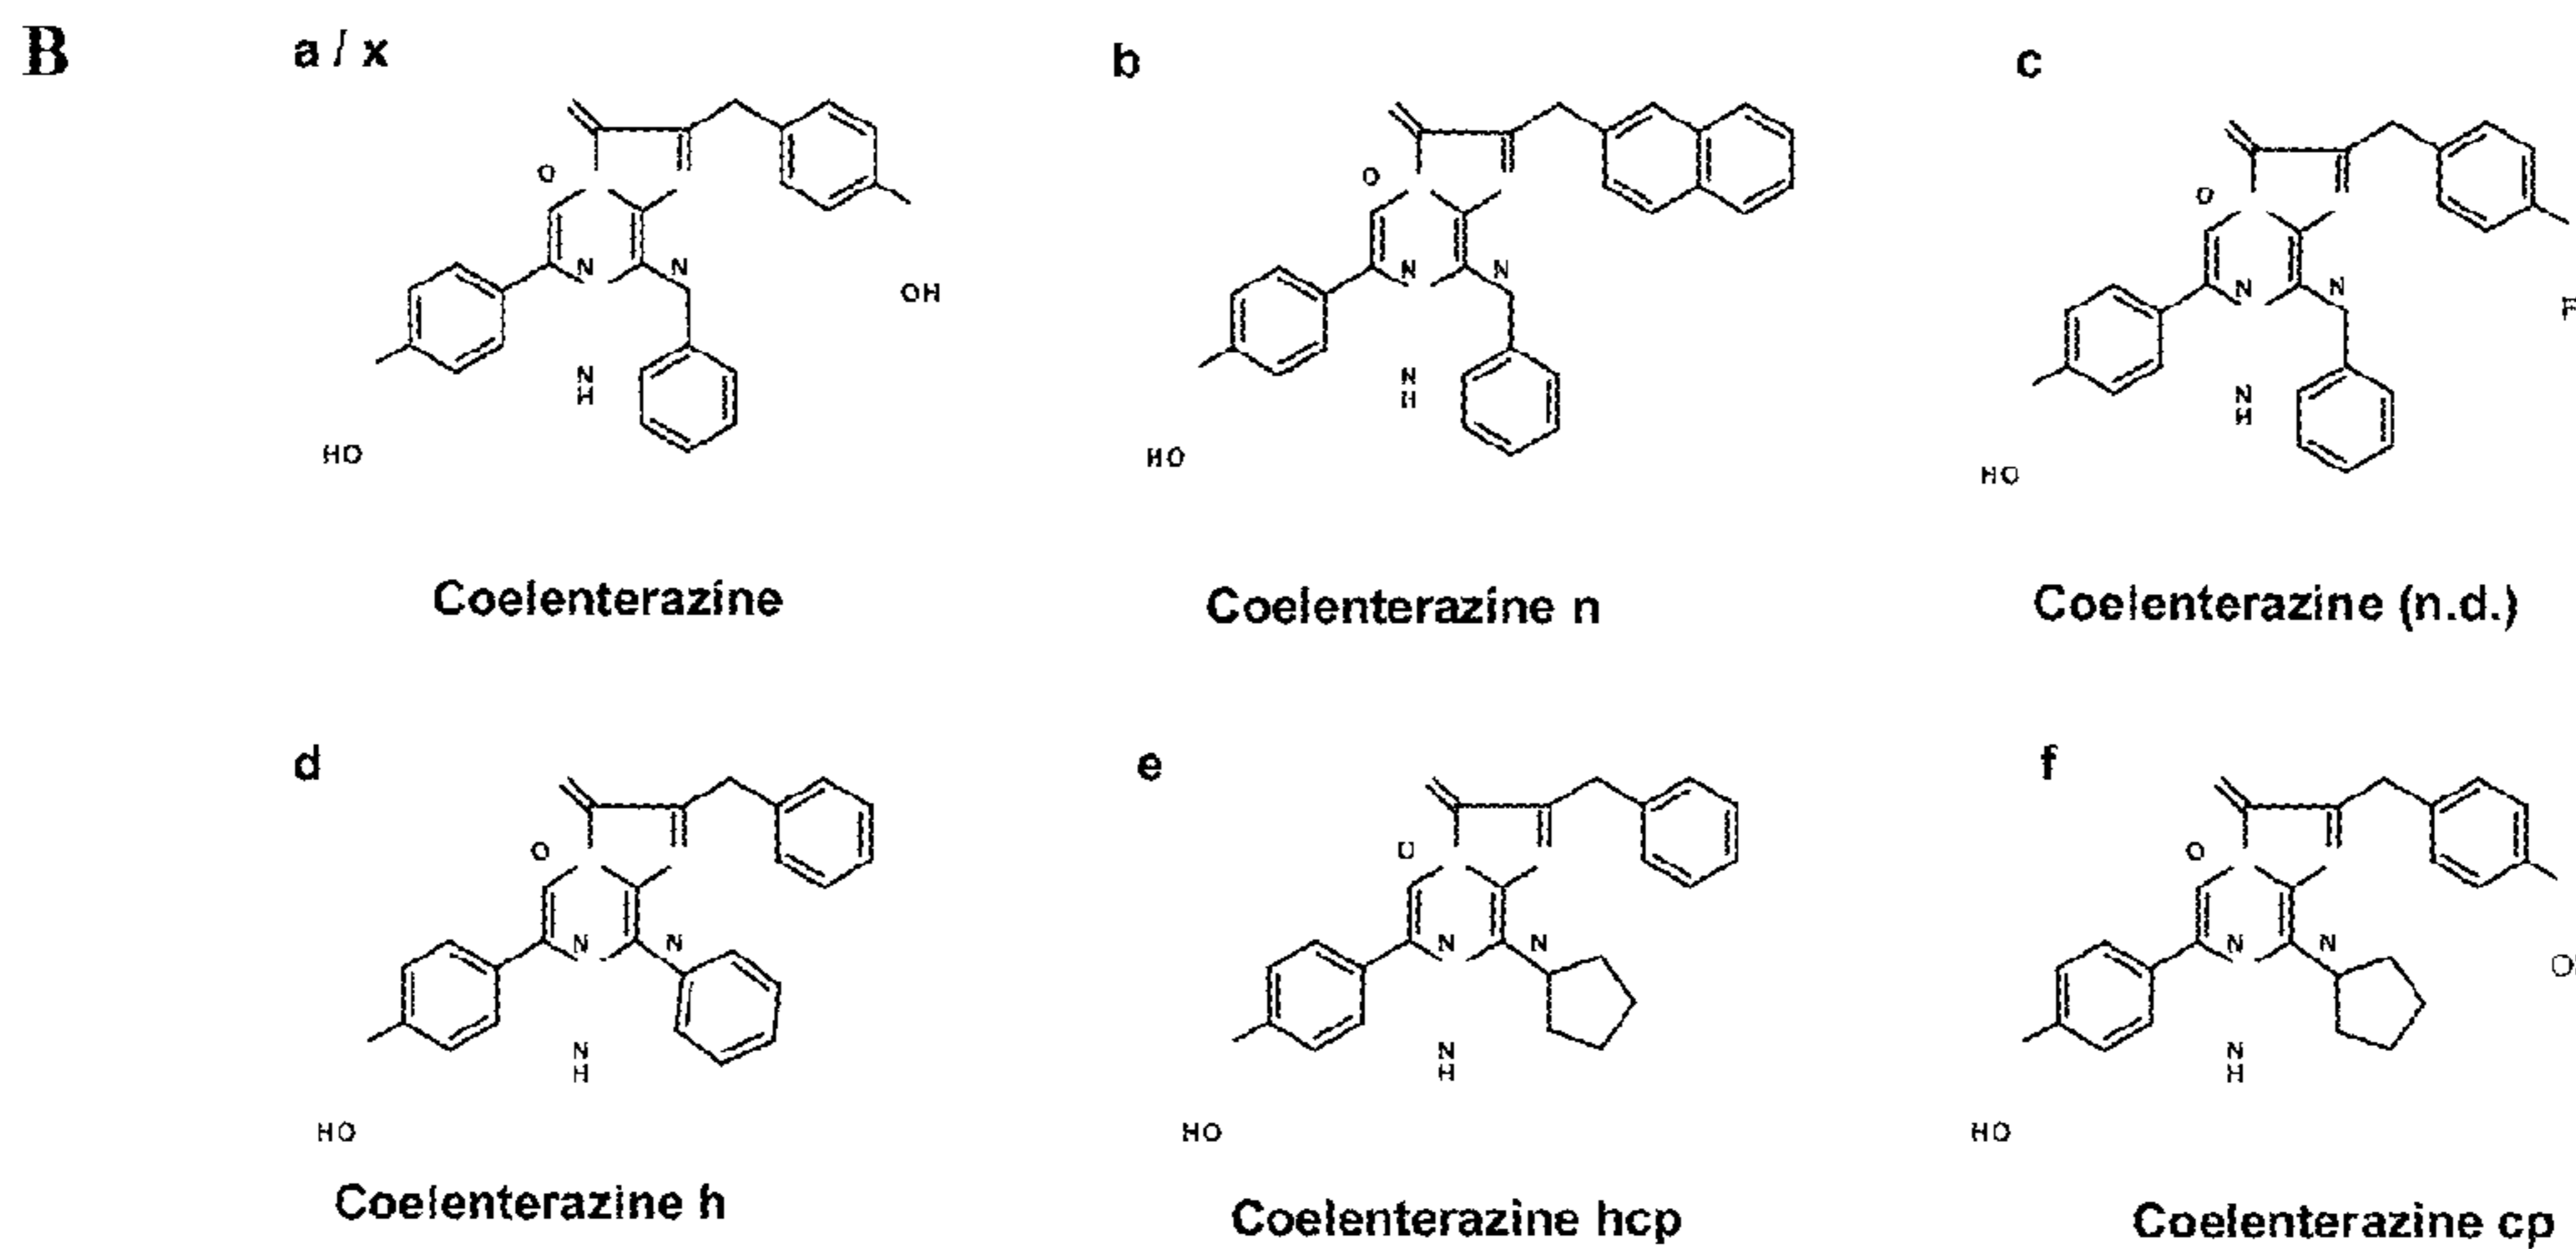 B
a / x
b
c
O
O
O
N
N
N
N
N
N
OH
F
N
H
N
H
N
H
HO
HO
HO
Coelenterazine
Coelenterazine n
Coelenterazine (n.d.)
d
e
f
O
O
O
N
N
N
N
N
N
N
H
N
H
N
H
HO
HO
HO
Coelenterazine h
Coelenterazine hcp
Coelenterazine cp